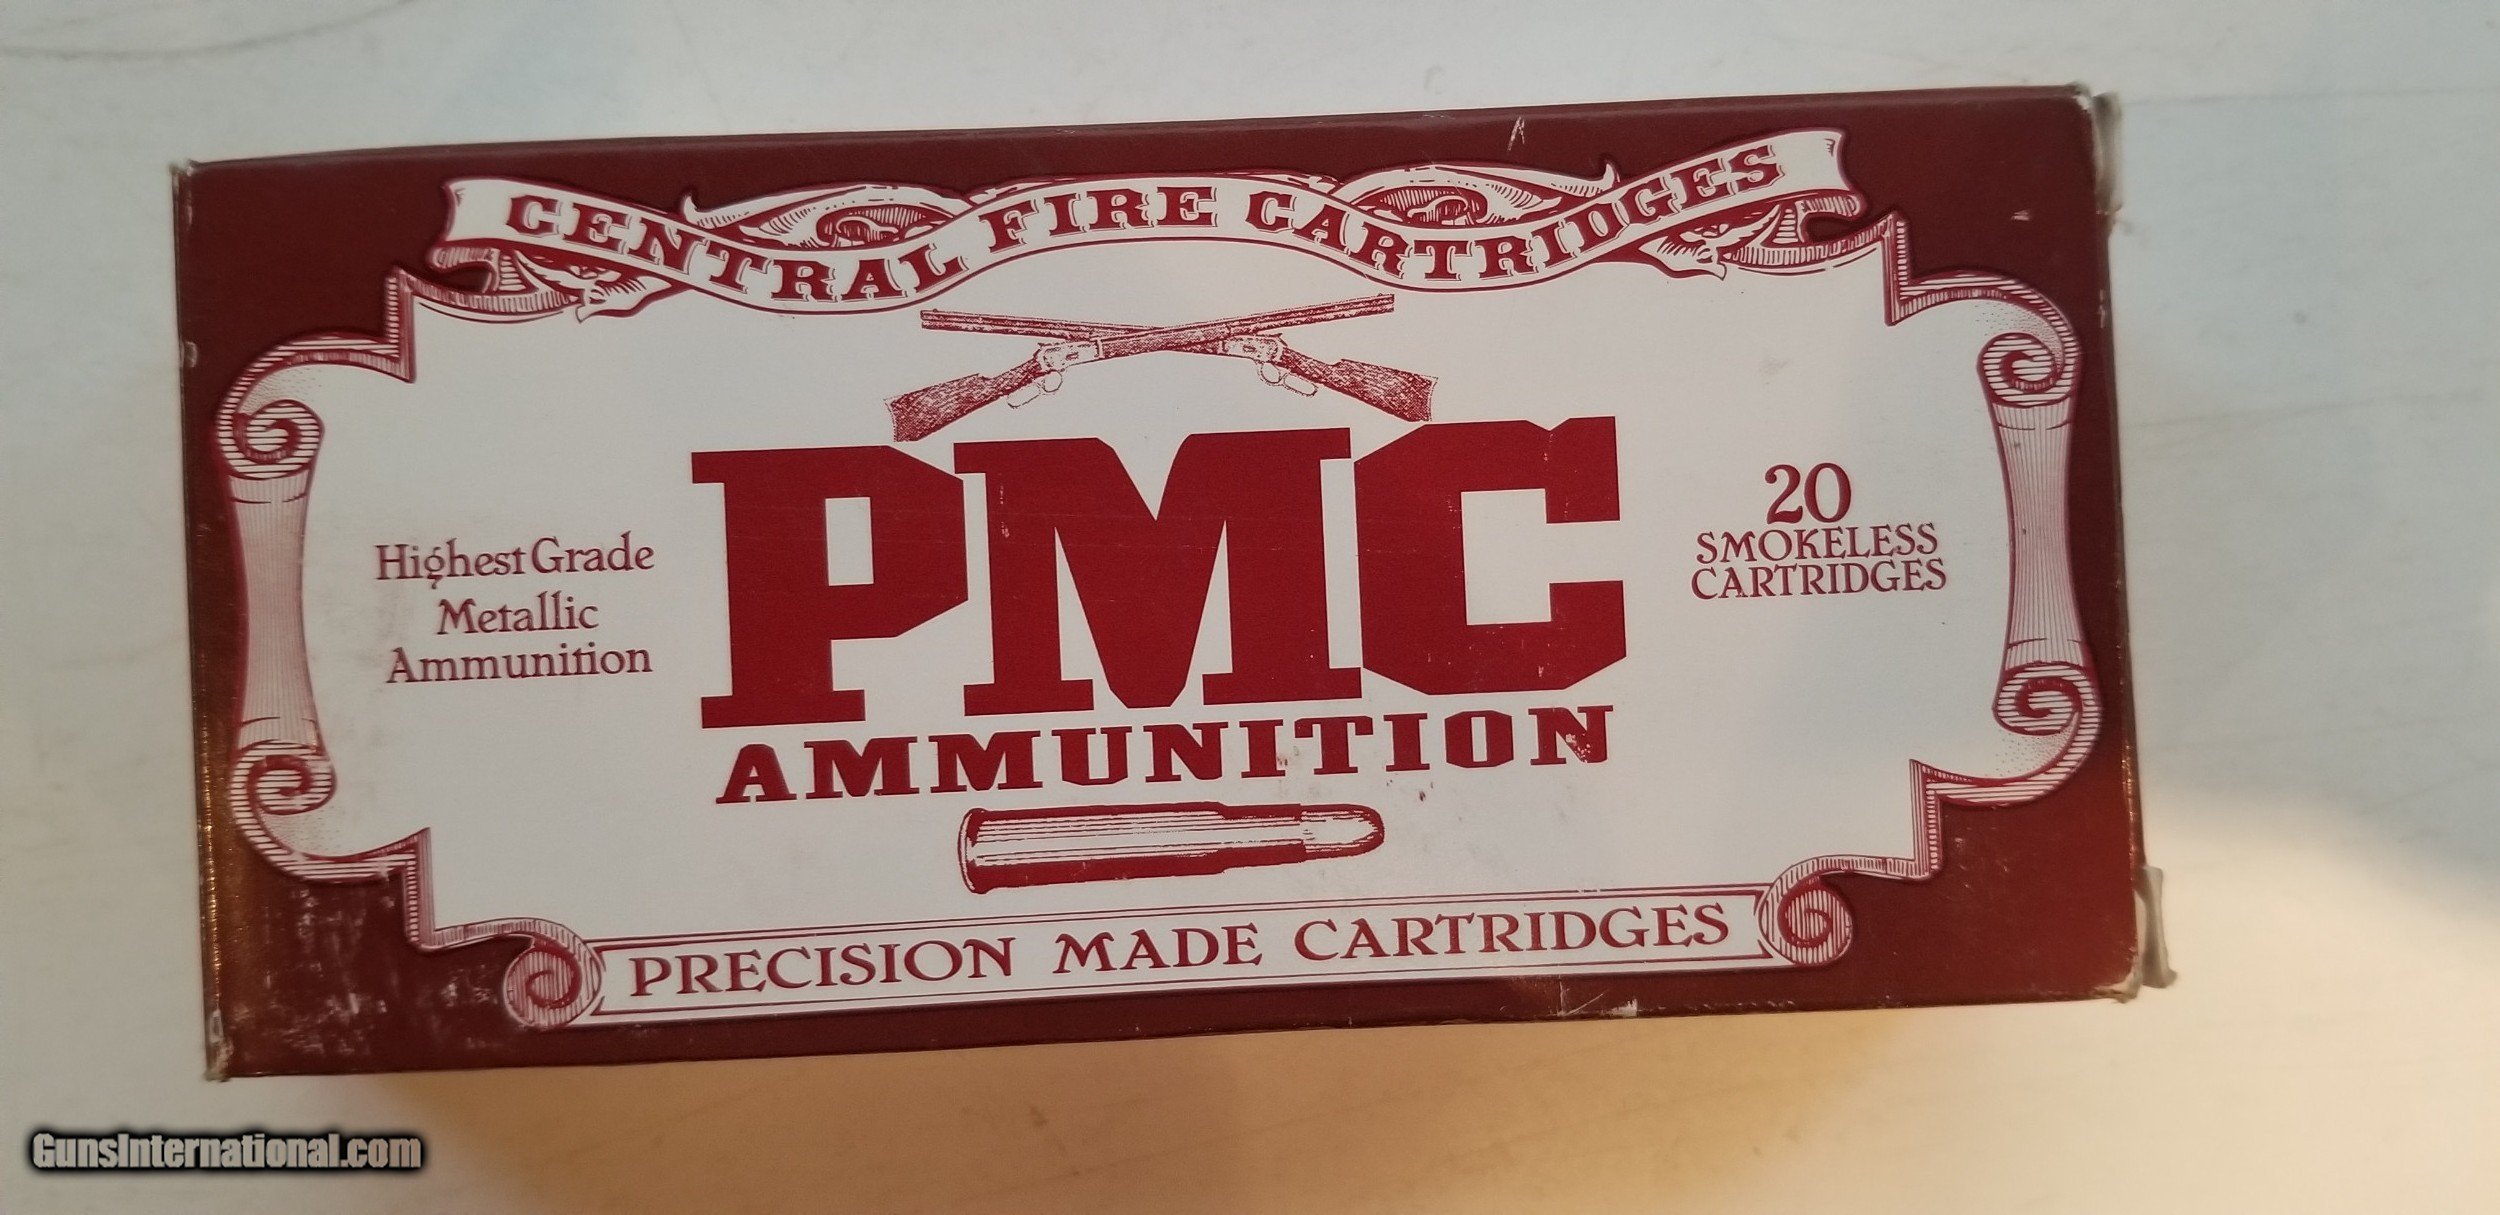 CENTRAL FIRE CARTRIDGES
Highest Grade
Metallic
Ammunition
PMC
AMMUNITION
20
SMOKELESS
CARTRIDGES
PRECISION MADE CARTRIDGES
GunsInternational.com